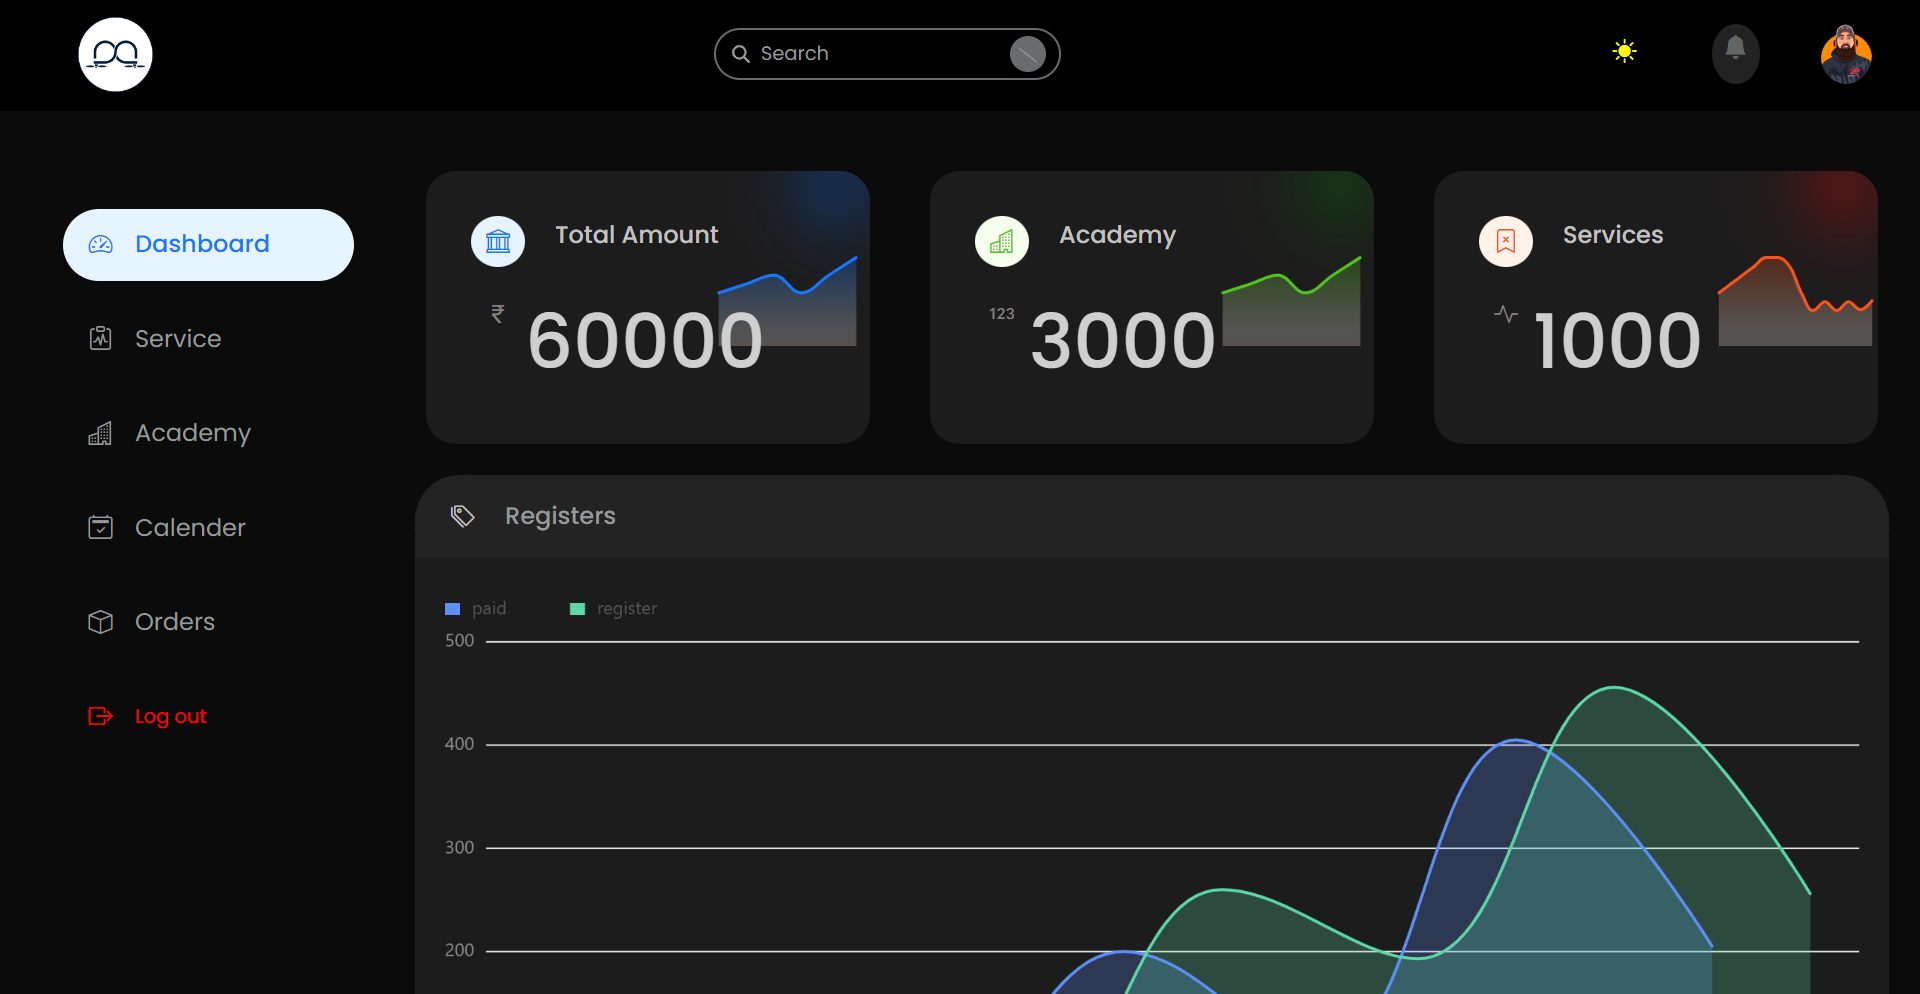 Search
Dashboard
Service
Academy
Calender
Orders
Log out
Total Amount
₹ 60000
Academy
123 3000
Services
1000
Registers
paid register
500
400
300
200